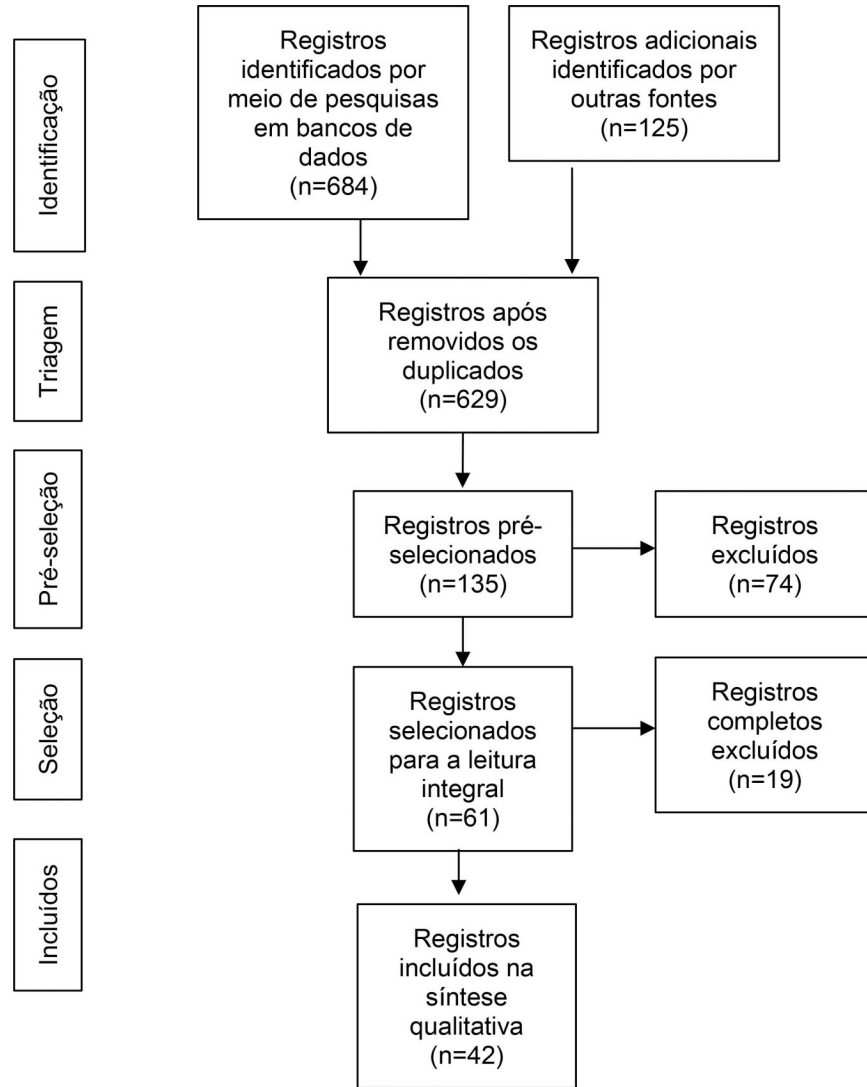 Identificação
Registros
identificados por
meio de pesquisas
em bancos de
dados
(n=684)
Registros adicionais
identificados por
outras fontes
(n=125)
Triagem
Registros após
removidos os
duplicados
(n=629)
Pré-seleção
Registros pré-
selecionados
(n=135)
Registros
excluídos
(n=74)
Seleção
Registros
selecionados
para a leitura
integral
(n=61)
Registros
completos
excluídos
(n=19)
Incluídos
Registros
incluídos na
síntese
qualitativa
(n=42)